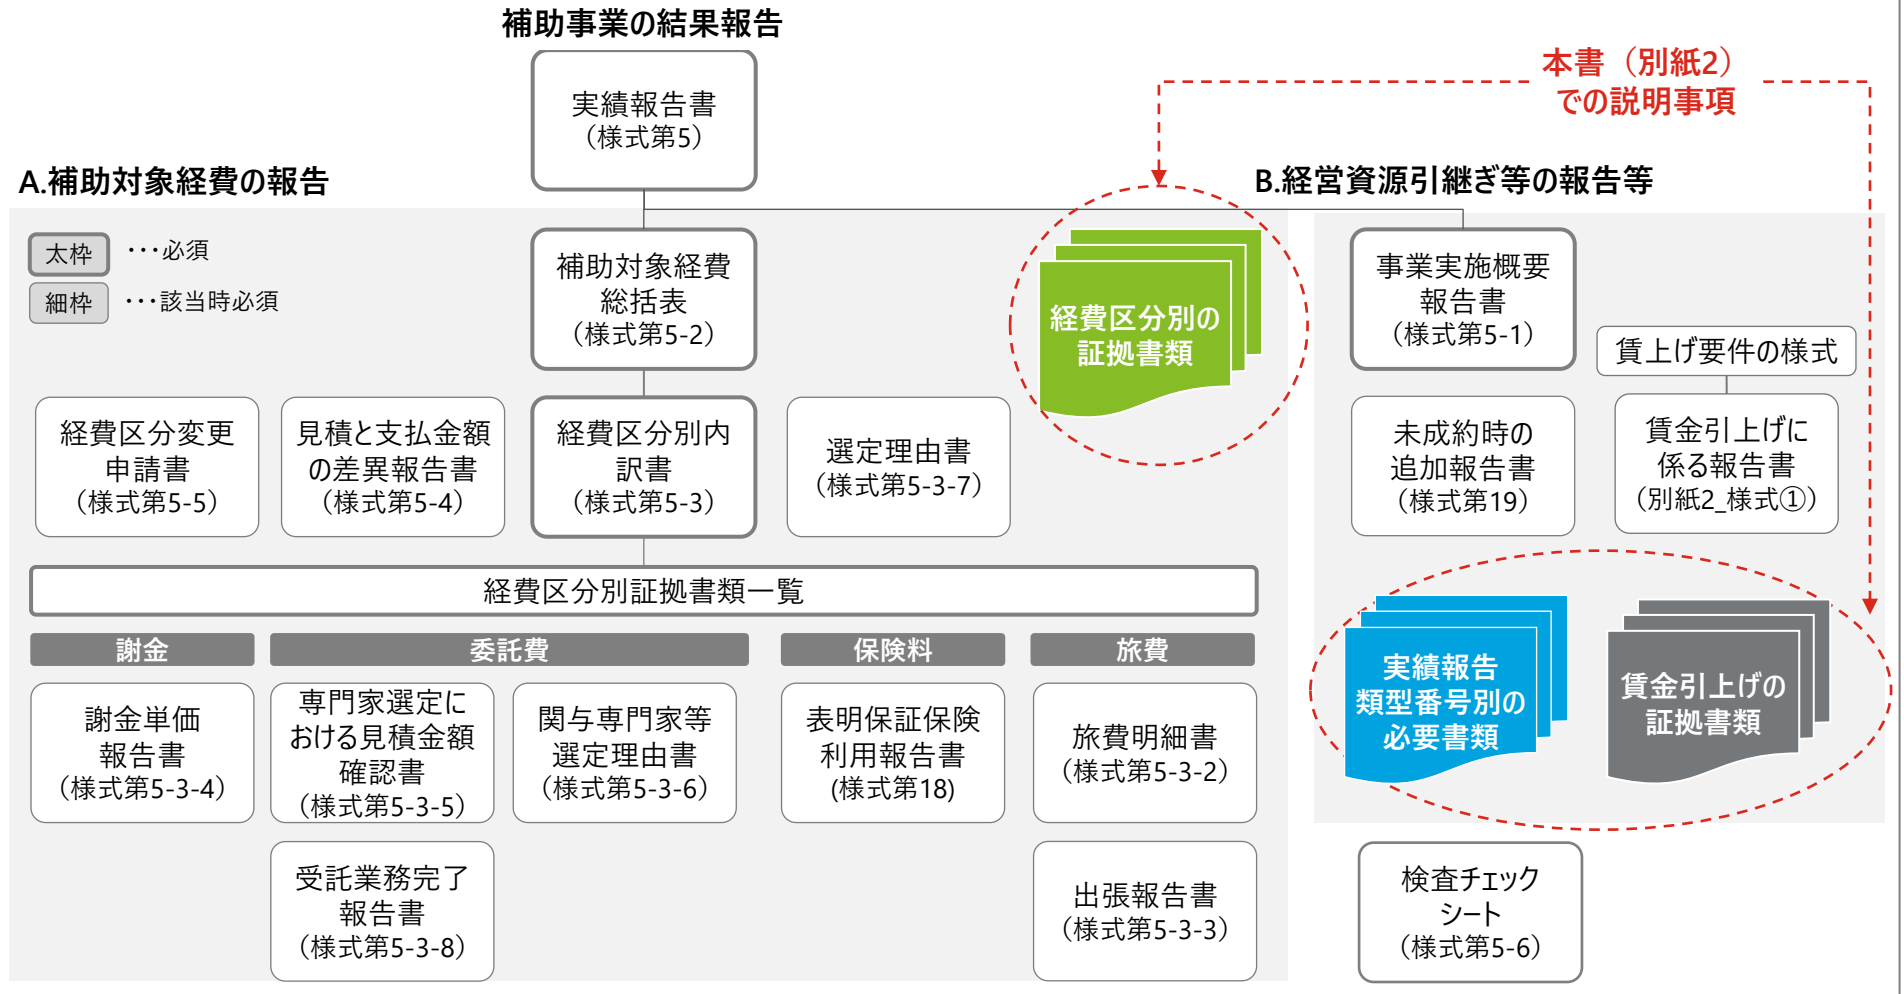 補助事業の結果報告
実績報告書
（様式第5）
本書（別紙2）
での説明事項
A.補助対象経費の報告
B.経営資源引継ぎ等の報告等
太枠
・・・必須
細枠
・・・該当時必須
補助対象経費
総括表
（様式第5-2）
経費区分別の
証拠書類
事業実施概要
報告書
（様式第5-1）
賃上げ要件の様式
経費区分変更
申請書
（様式第5-5）
見積と支払金額
の差異報告書
（様式第5-4）
経費区分別内
訳書
（様式第5-3）
選定理由書
（様式第5-3-7）
未成約時の
追加報告書
（様式第19）
賃金引上げに
係る報告書
（別紙2_様式①）
経費区分別証拠書類一覧
謝金
委託費
保険料
旅費
謝金単価
報告書
（様式第5-3-4）
専門家選定に
おける見積金額
確認書
（様式第5-3-5）
関与専門家等
選定理由書
（様式第5-3-6）
表明保証保険
利用報告書
(様式第18)
旅費明細書
（様式第5-3-2）
実績報告
類型番号別の
必要書類
賃金引上げの
証拠書類
受託業務完了
報告書
（様式第5-3-8）
出張報告書
（様式第5-3-3）
検査チェック
シート
（様式第5-6）